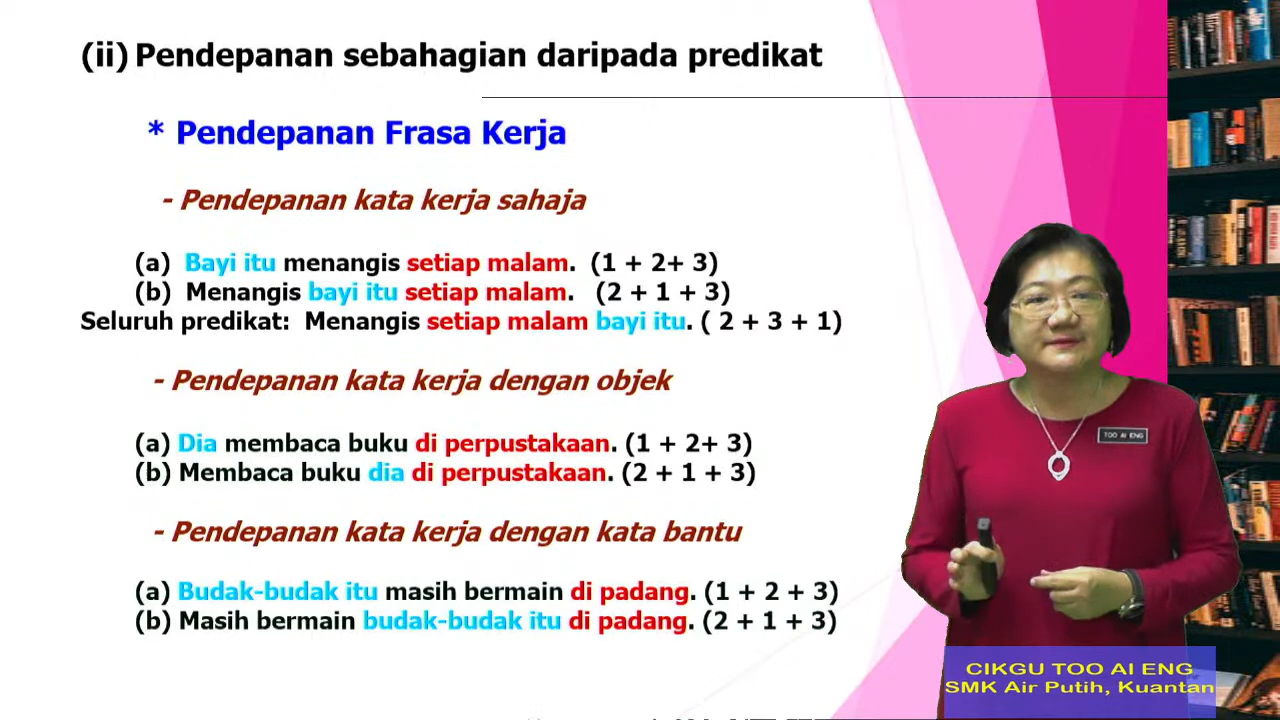 (ii) Pendepanan sebahagian daripada predikat
* Pendepanan Frasa Kerja
- Pendepanan kata kerja sahaja
(a) Bayi itu menangis setiap malam. (1 + 2+ 3)
(b) Menangis bayi itu setiap malam. (2 + 1 + 3)
Seluruh predikat: Menangis setiap malam bayi itu. ( 2 + 3 + 1)
- Pendepanan kata kerja dengan objek
(a) Dia membaca buku di perpustakaan. (1 + 2+ 3)
(b) Membaca buku dia di perpustakaan. (2 + 1 + 3)
- Pendepanan kata kerja dengan kata bantu
(a) Budak-budak itu masih bermain di padang. (1 + 2 + 3)
(b) Masih bermain budak-budak itu di padang. (2 + 1 + 3)
TOO AI ENG
CIKGU TOO AI ENG
SMK Air Putih, Kuantan